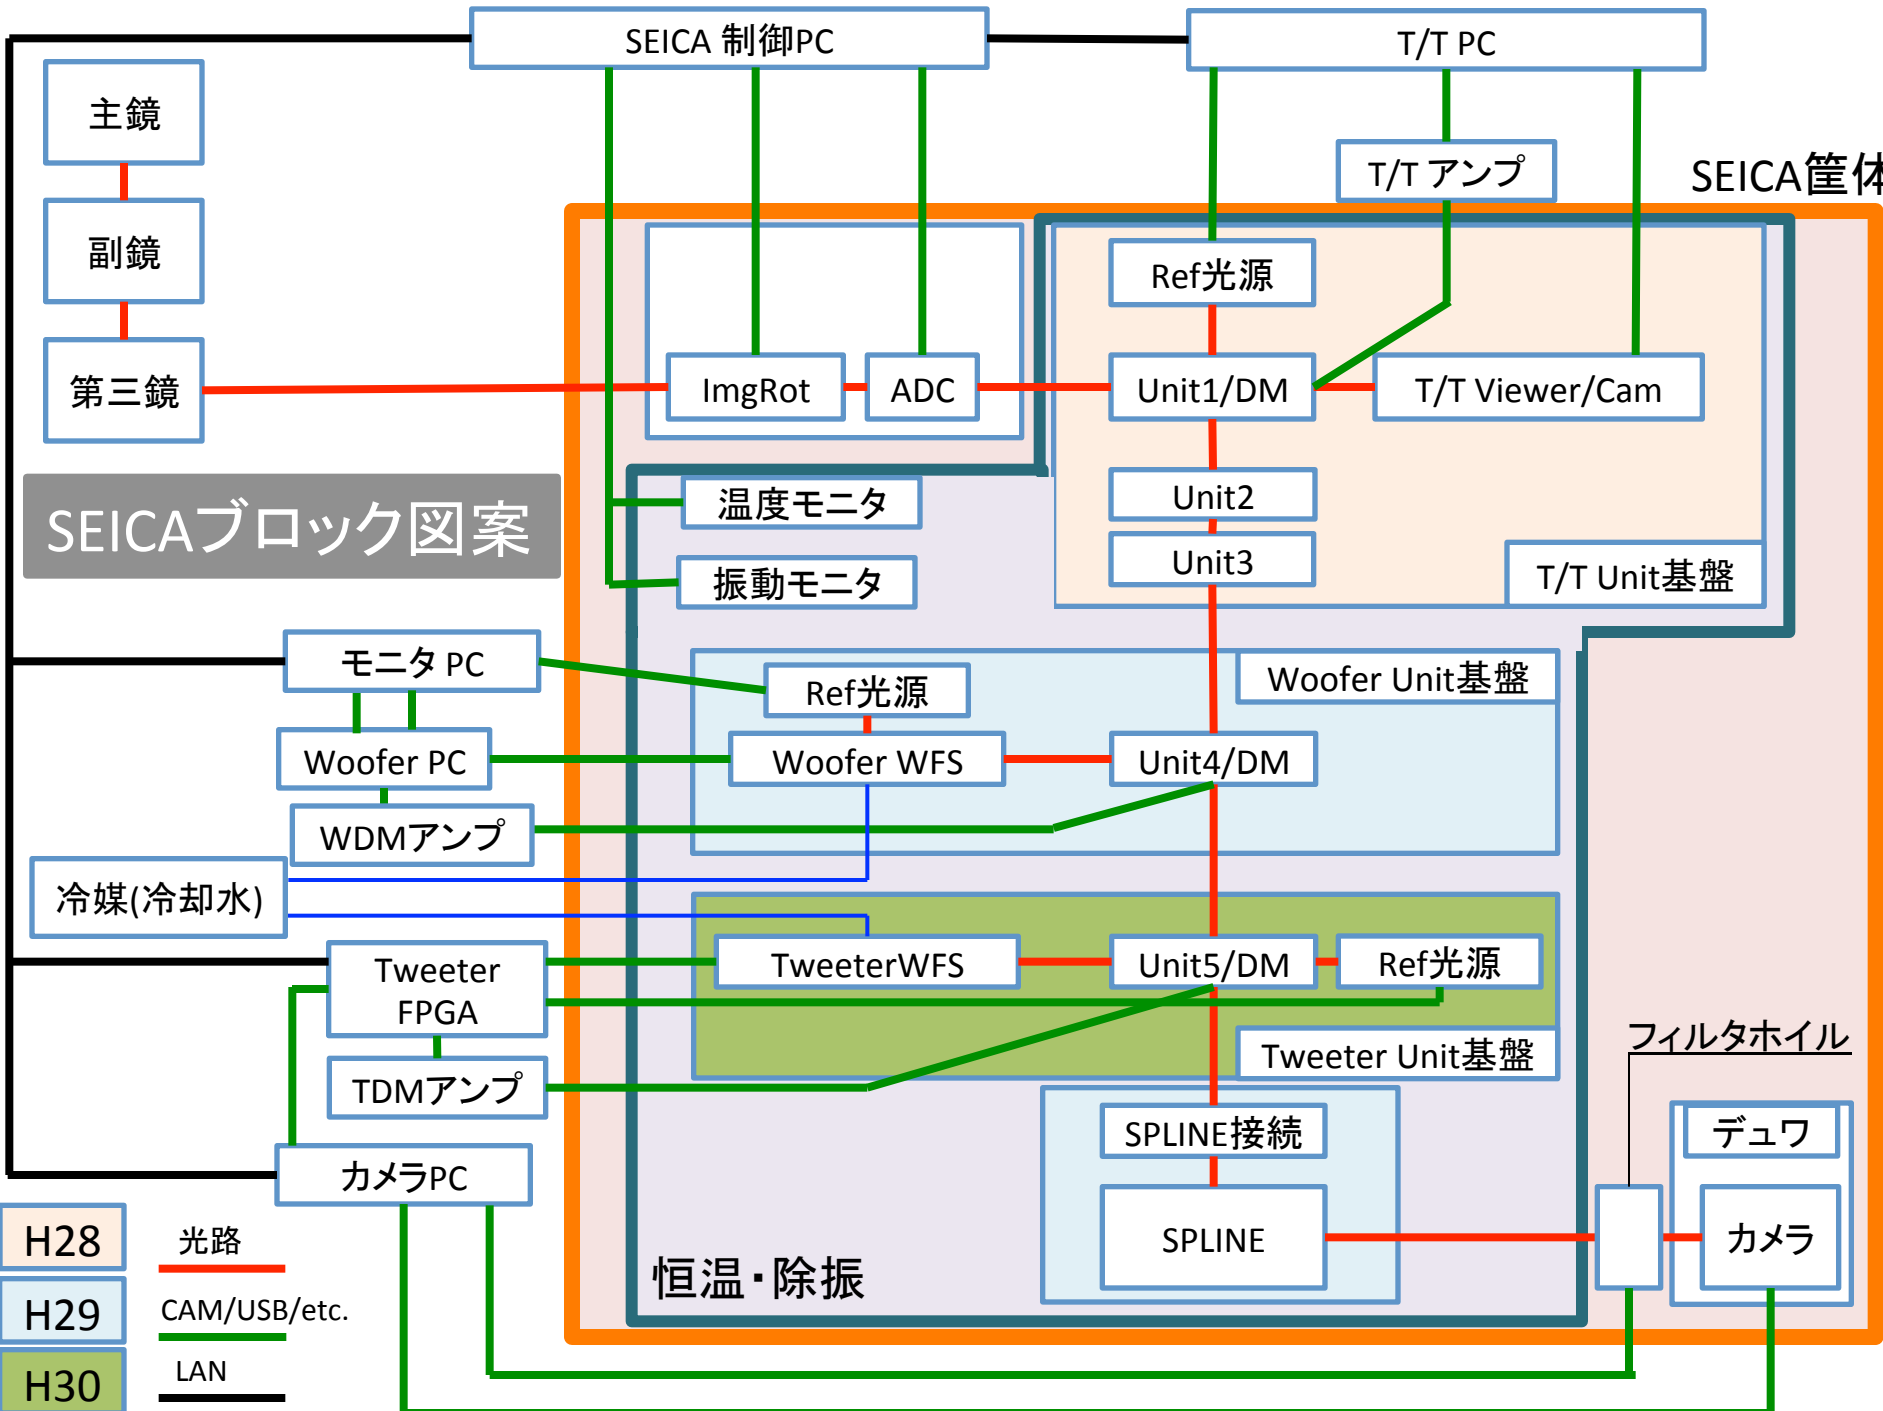 SEICA 制御PC
T/T PC
主鏡
T/T アンプ
SEICA筐体
副鏡
Ref光源
第三鏡
ImgRot
ADC
Unit1/DM
T/T Viewer/Cam
SEICAブロック図案
温度モニタ
Unit2
振動モニタ
Unit3
T/T Unit基盤
モニタ PC
Ref光源
Woofer Unit基盤
Woofer PC
Woofer WFS
Unit4/DM
WDMアンプ
冷媒(冷却水)
Tweeter
FPGA
TweeterWFS
Unit5/DM
Ref光源
フィルタホイル
Tweeter Unit基盤
TDMアンプ
SPLINE接続
デュワ
カメラPC
SPLINE
カメラ
恒温・除振
H28
光路
H29
CAM/USB/etc.
H30
LAN